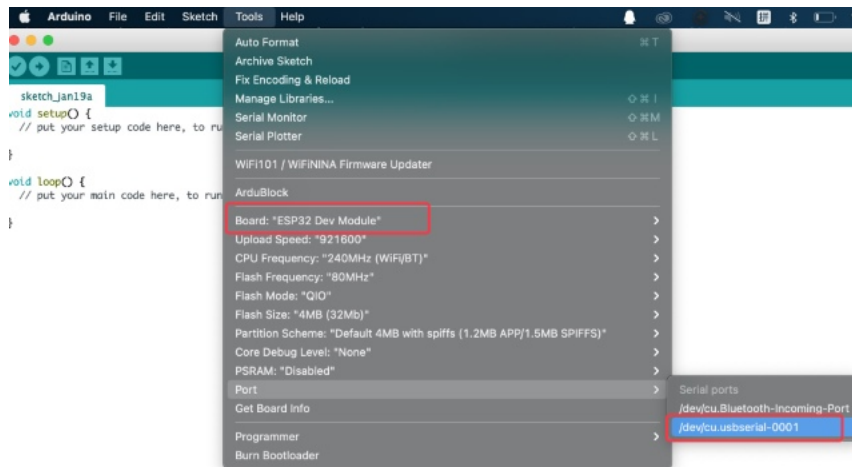 Arduino File Edit Sketch Tools Help 拼
sketch_jan19a
void setup() {
// put your setup code here, to ru
}
void loop() {
// put your main code here, to run
}
Auto Format ⌘ T
Archive Sketch
Fix Encoding & Reload
Manage Libraries... ⇧ ⌘ I
Serial Monitor ⇧ ⌘ M
Serial Plotter ⇧ ⌘ L
WiFi101 / WiFiNINA Firmware Updater
ArduBlock
Board: "ESP32 Dev Module"
Upload Speed: "921600"
CPU Frequency: "240MHz (WiFi/BT)"
Flash Frequency: "80MHz"
Flash Mode: "QIO"
Flash Size: "4MB (32Mb)"
Partition Scheme: "Default 4MB with spiffs (1.2MB APP/1.5MB SPIFFS)"
Core Debug Level: "None"
PSRAM: "Disabled"
Port
Get Board Info
Programmer
Burn Bootloader
Serial ports
/dev/cu.Bluetooth-Incoming-Port
/dev/cu.usbserial-0001